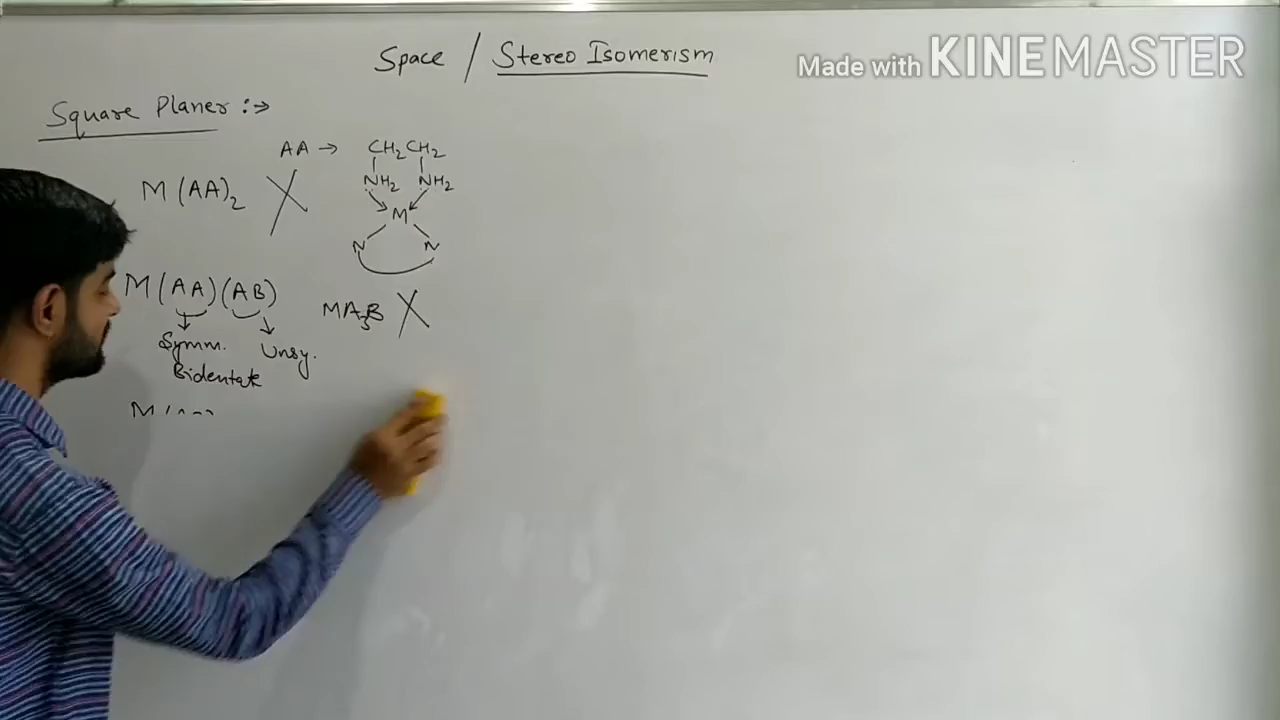 Space / Stereo Isomerism
Made with KINEMASTER
Square Planer :->
AA → CH2 CH2
M (AA)2 X NH2 NH2
M
N N
M (AA) (AB)
MA3B X
Symm. Unsy.
Bidentate
M